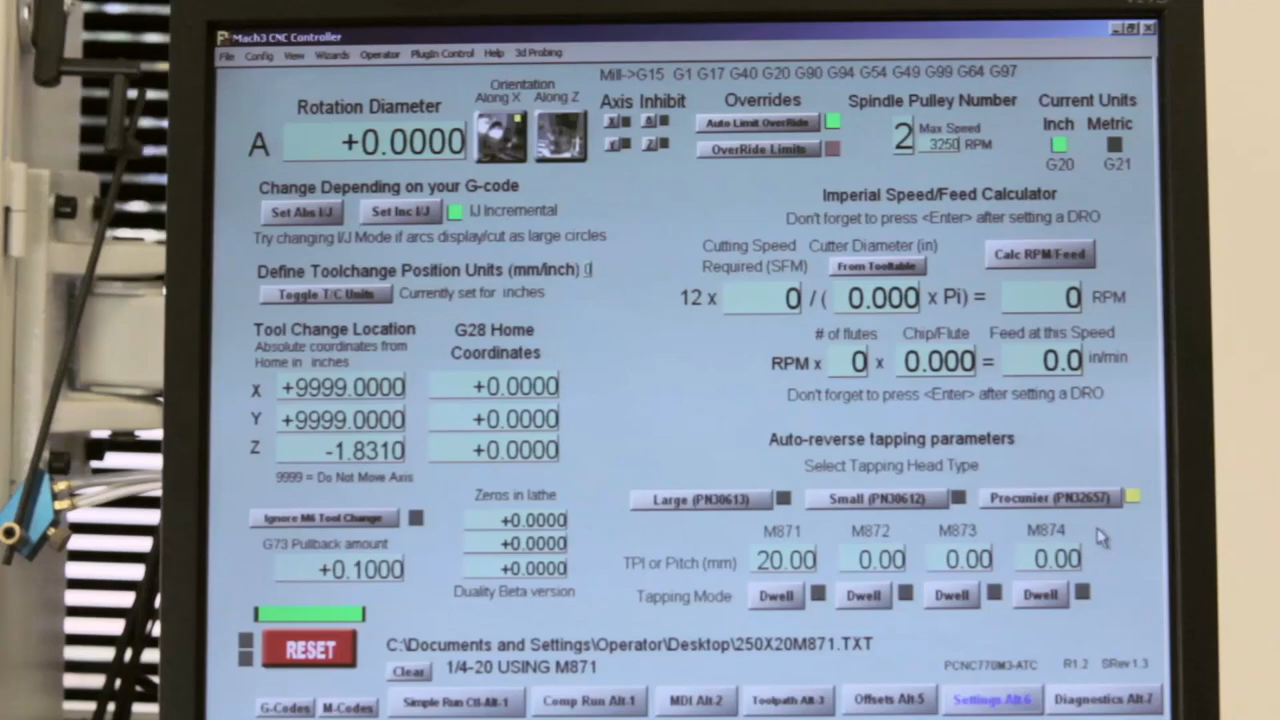 Mach3 CNC Controller
File Config View Wizards Operator PlugIn Control Help 3d Probing
Mill->G15 G1 G17 G40 G20 G90 G94 G54 G49 G99 G64 G97
Rotation Diameter
A +0.0000
Orientation
Along X Along Z
Axis Inhibit
X A
Y Z
Overrides
Auto Limit OverRide
OverRide Limits
Spindle Pulley Number
2 Max Speed
3250 RPM
Current Units
Inch Metric
G20 G21
Change Depending on your G-code
Set Abs I/J Set Inc I/J IJ Incremental
Try changing I/J Mode if arcs display/cut as large circles
Define Toolchange Position Units (mm/inch)
Toggle T/C Units Currently set for inches
Imperial Speed/Feed Calculator
Don't forget to press <Enter> after setting a DRO
Cutting Speed Cutter Diameter (in)
Required (SFM) From Tooltable Calc RPM/Feed
12 x 0 / ( 0.000 x Pi) = 0 RPM
# of flutes Chip/Flute Feed at this Speed
RPM x 0 x 0.000 = 0.0 in/min
Don't forget to press <Enter> after setting a DRO
Tool Change Location
Absolute coordinates from
Home in inches
G28 Home
Coordinates
X +9999.0000 +0.0000
Y +9999.0000 +0.0000
Z -1.8310 +0.0000
9999 = Do Not Move Axis
Ignore M6 Tool Change
G73 Pullback amount
+0.1000
Zeros in lathe
+0.0000
+0.0000
+0.0000
Duality Beta version
Auto-reverse tapping parameters
Select Tapping Head Type
Large (PN30613) Small (PN30612) Procunier (PN32657)
M871 M872 M873 M874
TPI or Pitch (mm) 20.00 0.00 0.00 0.00
Tapping Mode Dwell Dwell Dwell Dwell
RESET
C:\Documents and Settings\Operator\Desktop\250X20M871.TXT
Clear 1/4-20 USING M871
PCNC770M3-ATC R1.2 SRev1.3
G-Codes M-Codes Simple Run Ctl-Alt-1 Comp Run Alt-1 MDI Alt-2 Toolpath Alt-3 Offsets Alt-5 Settings Alt-6 Diagnostics Alt-7